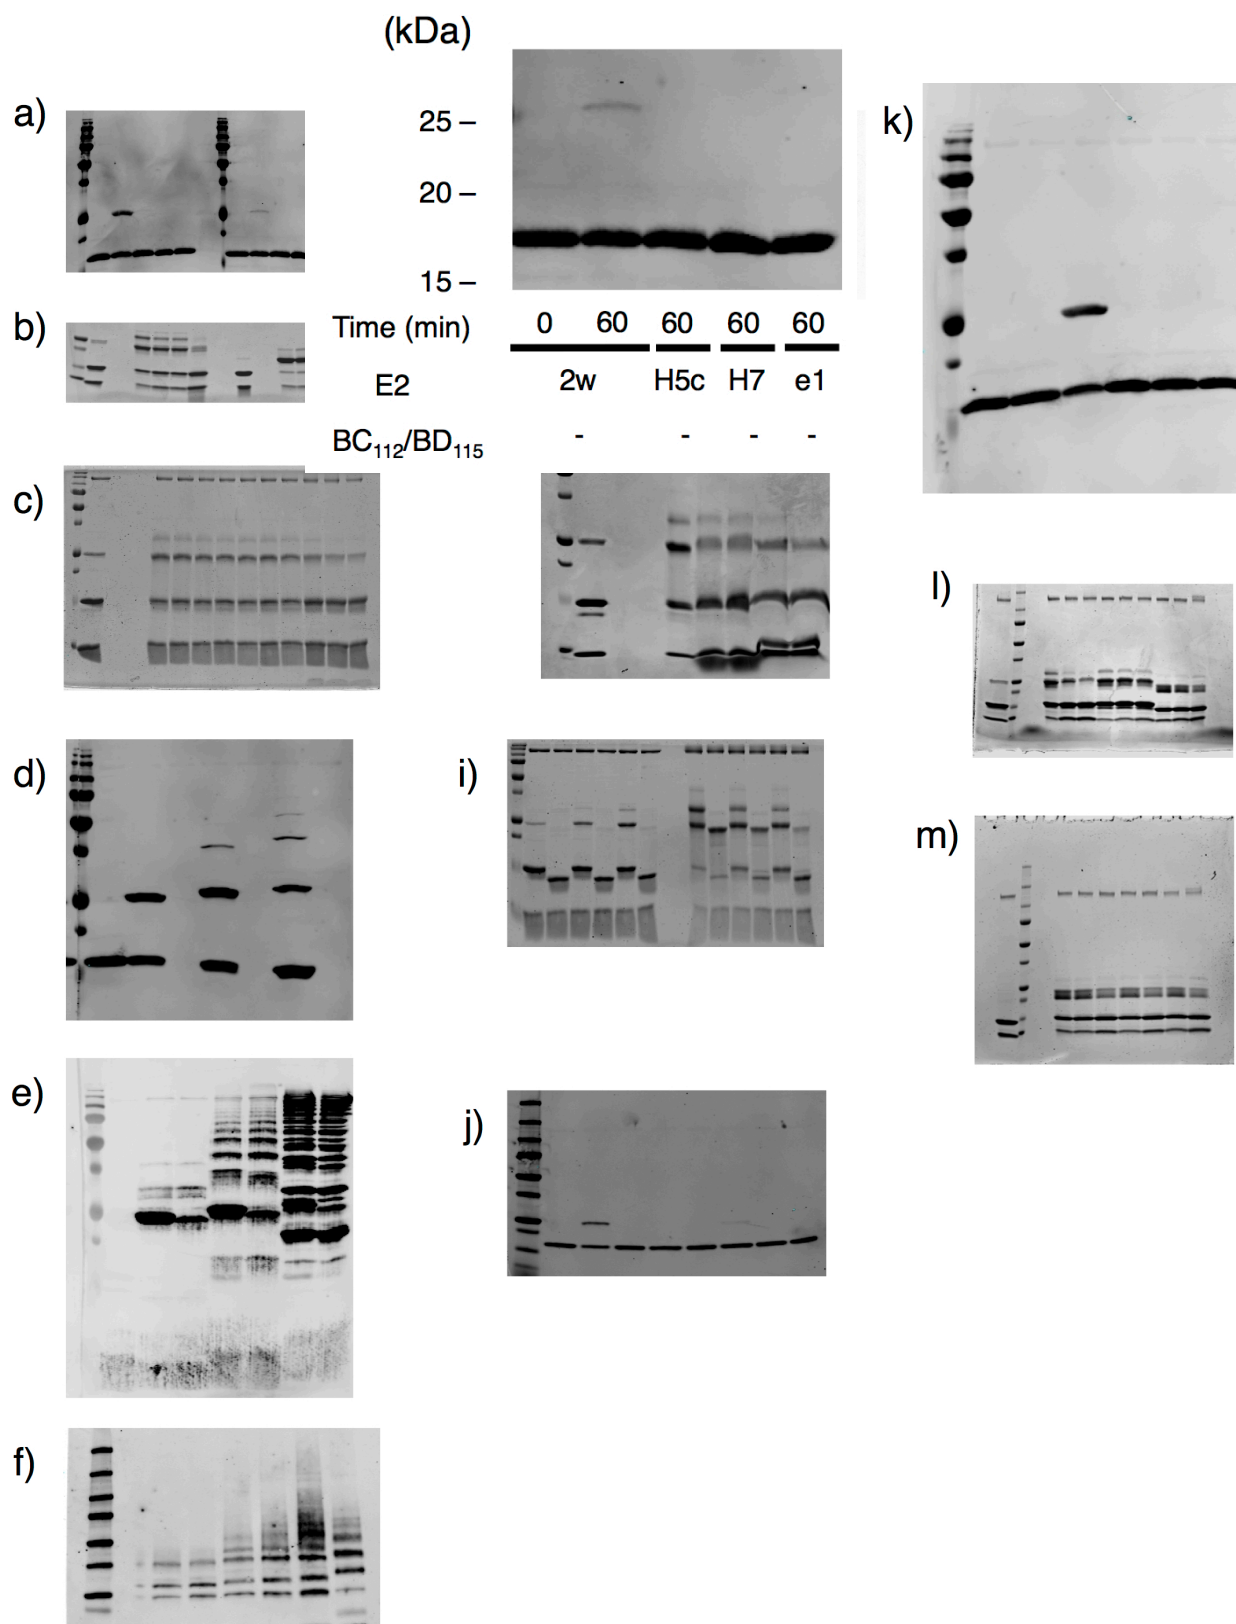 (kDa)
a)
25 –
k)
20 –
15 –
b)
Time (min) 0 60 60 60 60
E2 2w H5c H7 e1
BC112/BD115 - - - -
c)
l)
d)
i)
m)
e)
j)
f)